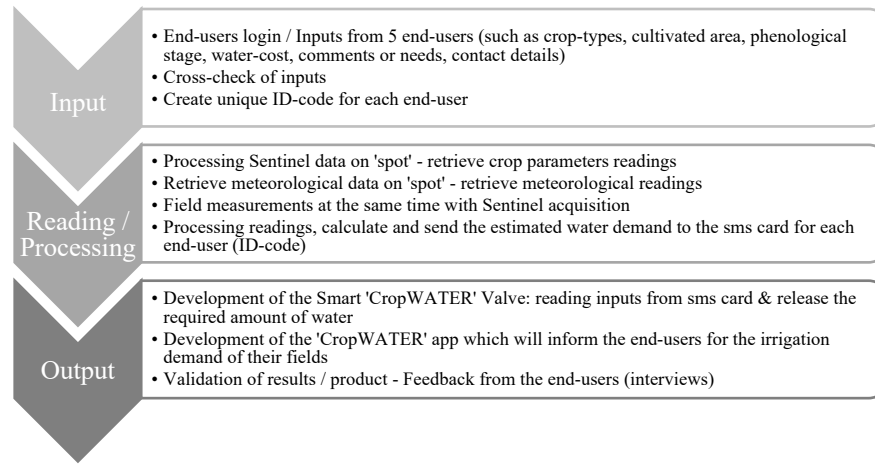 Input
• End-users login / Inputs from 5 end-users (such as crop-types, cultivated area, phenological
stage, water-cost, comments or needs, contact details)
• Cross-check of inputs
• Create unique ID-code for each end-user
Reading /
Processing
• Processing Sentinel data on 'spot' - retrieve crop parameters readings
• Retrieve meteorological data on 'spot' - retrieve meteorological readings
• Field measurements at the same time with Sentinel acquisition
• Processing readings, calculate and send the estimated water demand to the sms card for each
end-user (ID-code)
Output
• Development of the Smart 'CropWATER' Valve: reading inputs from sms card & release the
required amount of water
• Development of the 'CropWATER' app which will inform the end-users for the irrigation
demand of their fields
• Validation of results / product - Feedback from the end-users (interviews)